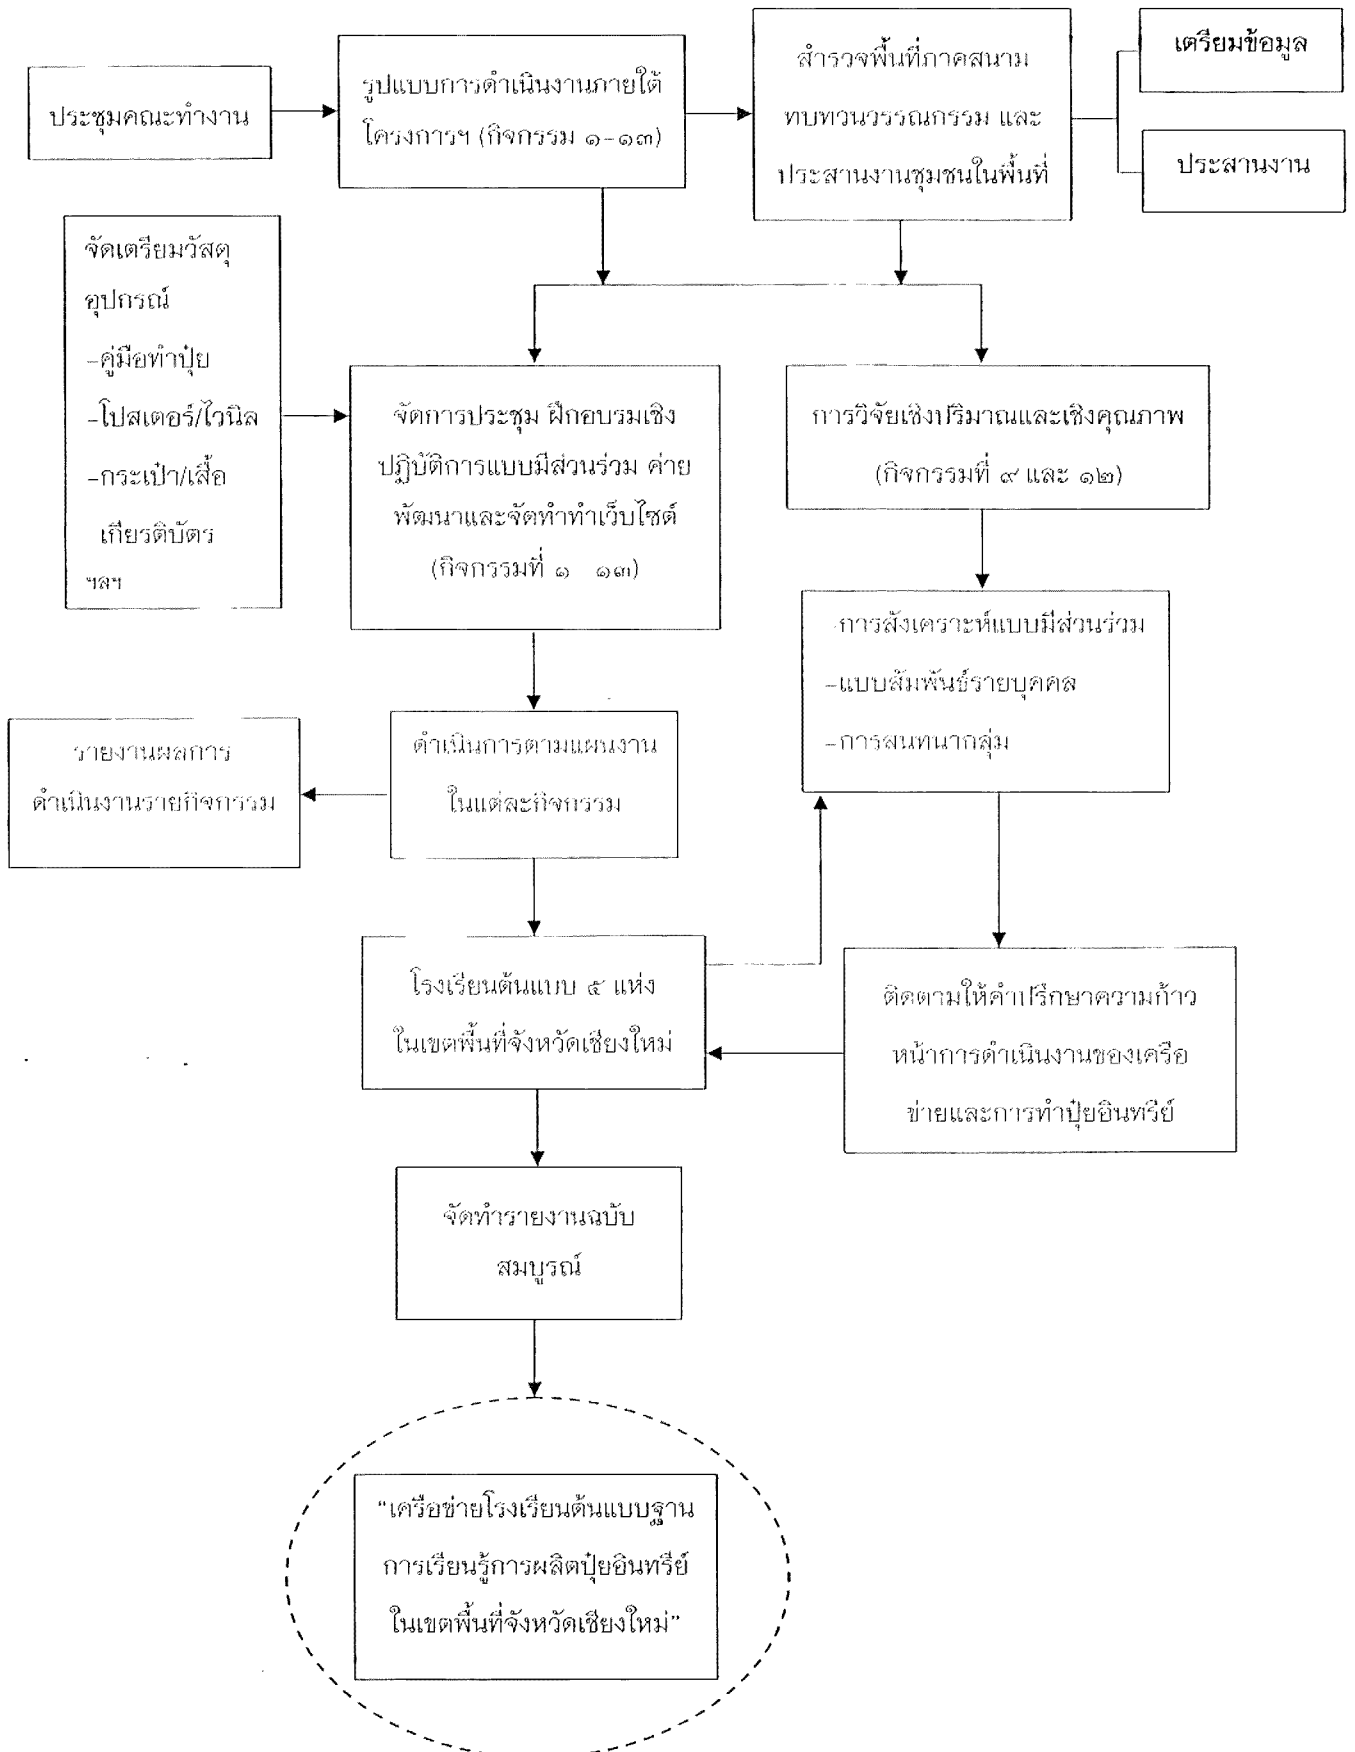 ประชุมคณะทำงาน
รูปแบบการดำเนินงานภายใต้
โครงการฯ (กิจกรรม ๑-๑๓)
สำรวจพื้นที่ภาคสนาม
ทบทวนวรรณกรรม และ
ประสานงานชุมชนในพื้นที่
เตรียมข้อมูล
ประสานงาน
จัดเตรียมวัสดุ
อุปกรณ์
-คู่มือทำปุ๋ย
-โปสเตอร์/ไวนิล
-กระเป๋า/เสื้อ
เกียรติบัตร
ฯลฯ
จัดการประชุม ฝึกอบรมเชิง
ปฏิบัติการแบบมีส่วนร่วม ค่าย
พัฒนาและจัดทำทำเว็บไซต์
(กิจกรรมที่ ๑ ๑๓)
การวิจัยเชิงปริมาณและเชิงคุณภาพ
(กิจกรรมที่ ๙ และ ๑๒)
-การสังเคราะห์แบบมีส่วนร่วม
-แบบสัมพันธ์รายบุคคล
-การสนทนากลุ่ม
รายงานผลการ
ดำเนินงานรายกิจกรรม
ดำเนินการตามแผนงาน
ในแต่ละกิจกรรม
โรงเรียนต้นแบบ ๕ แห่ง
ในเขตพื้นที่จังหวัดเชียงใหม่
ติดตามให้คำปรึกษาความก้าว
หน้าการดำเนินงานของเครือ
ข่ายและการทำปุ๋ยอินทรีย์
จัดทำรายงานฉบับ
สมบูรณ์
“เครือข่ายโรงเรียนต้นแบบฐาน
การเรียนรู้การผลิตปุ๋ยอินทรีย์
ในเขตพื้นที่จังหวัดเชียงใหม่”